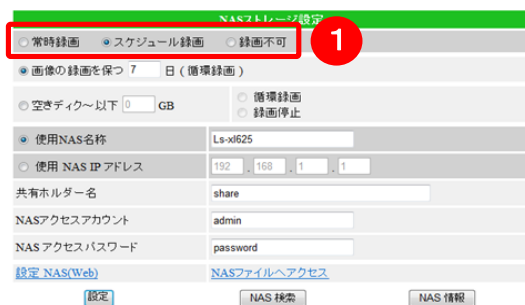 NASストレージ設定
常時録画 スケジュール録画 録画不可 1
画像の録画を保つ 7 日 ( 循環録画 )
空きディク～以下 0 GB 循環録画
録画停止
使用NAS名称 Ls-xl625
使用 NAS IPアドレス 192 . 168 . 1 . 1
共有ホルダー名 share
NASアクセスアカウント admin
NAS アクセスパスワード password
設定 NAS(Web) NASファイルへアクセス
設定 NAS 検索 NAS 情報